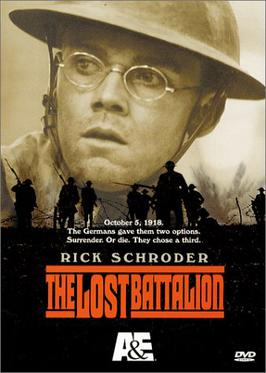 October 5, 1918.
The Germans gave them two options.
Surrender. Or die. They chose a third.
RICK SCHRODER
THE LOST BATTALION
A&E
DVD